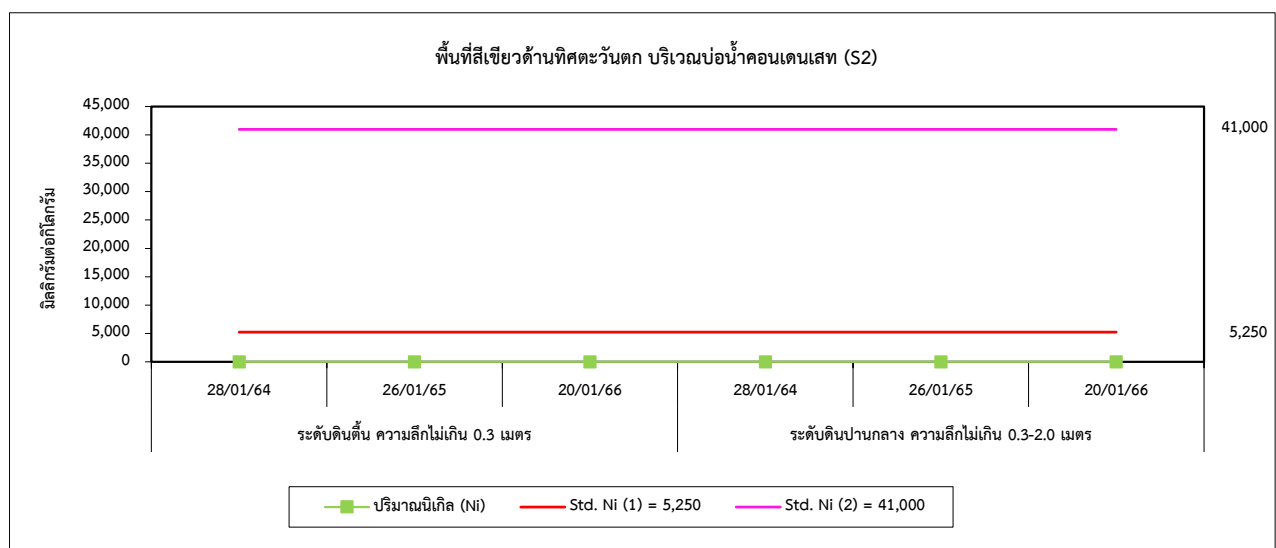 พื้นที่สีเขียวด้านทิศตะวันตก บริเวณบ่อน้ำคอนเดนเสท (S2)
มิลลิกรัมต่อกิโลกรัม
45,000
40,000
35,000
30,000
25,000
20,000
15,000
10,000
5,000
0
41,000
5,250
28/01/64 26/01/65 20/01/66 28/01/64 26/01/65 20/01/66
ระดับดินตื้น ความลึกไม่เกิน 0.3 เมตร ระดับดินปานกลาง ความลึกไม่เกิน 0.3-2.0 เมตร
ปริมาณนิเกิล (Ni) Std. Ni (1) = 5,250 Std. Ni (2) = 41,000